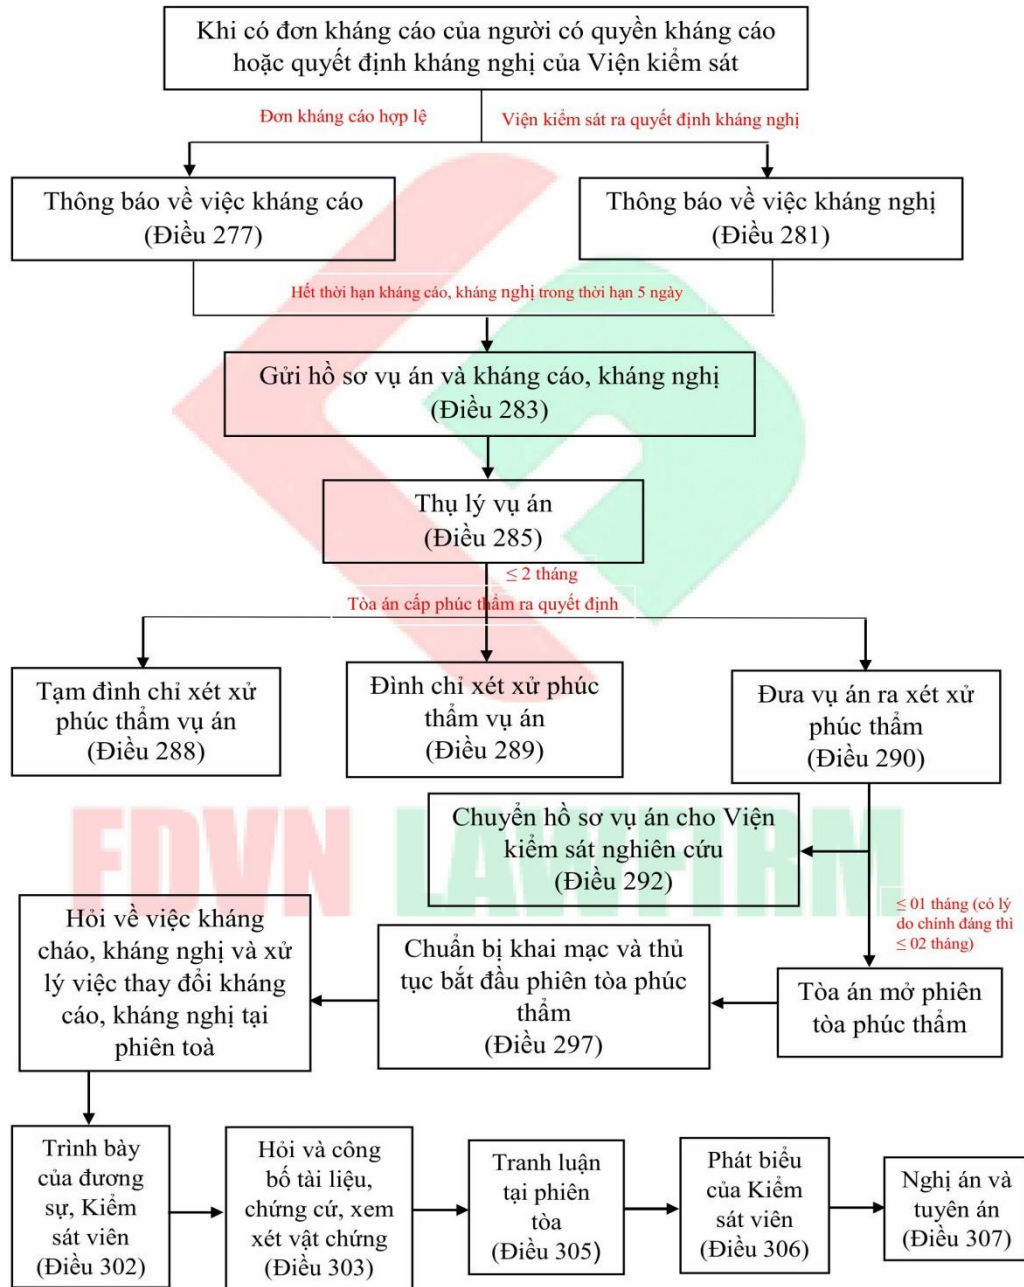 Khi có đơn kháng cáo của người có quyền kháng cáo
hoặc quyết định kháng nghị của Viện kiểm sát
Đơn kháng cáo hợp lệ
Viện kiểm sát ra quyết định kháng nghị
Thông báo về việc kháng cáo
(Điều 277)
Thông báo về việc kháng nghị
(Điều 281)
Hết thời hạn kháng cáo, kháng nghị trong thời hạn 5 ngày
Gửi hồ sơ vụ án và kháng cáo, kháng nghị
(Điều 283)
Thụ lý vụ án
(Điều 285)
≤ 2 tháng
Tòa án cấp phúc thẩm ra quyết định
Tạm đình chỉ xét xử
phúc thẩm vụ án
(Điều 288)
Đình chỉ xét xử phúc
thẩm vụ án
(Điều 289)
Đưa vụ án ra xét xử
phúc thẩm
(Điều 290)
Chuyển hồ sơ vụ án cho Viện
kiểm sát nghiên cứu
(Điều 292)
FDVN LAWFIRM
≤ 01 tháng (có lý
do chính đáng thì
≤ 02 tháng)
Tòa án mở phiên
tòa phúc thẩm
Chuẩn bị khai mạc và thủ
tục bắt đầu phiên tòa phúc
thẩm
(Điều 297)
Hỏi về việc kháng
cháo, kháng nghị và xử
lý việc thay đổi kháng
cáo, kháng nghị tại
phiên toà
Trình bày
của đương
sự, Kiểm
sát viên
(Điều 302)
Hỏi và công
bố tài liệu,
chứng cứ, xem
xét vật chứng
(Điều 303)
Tranh luận
tại phiên
tòa
(Điều 305)
Phát biểu
của Kiểm
sát viên
(Điều 306)
Nghị án và
tuyên án
(Điều 307)